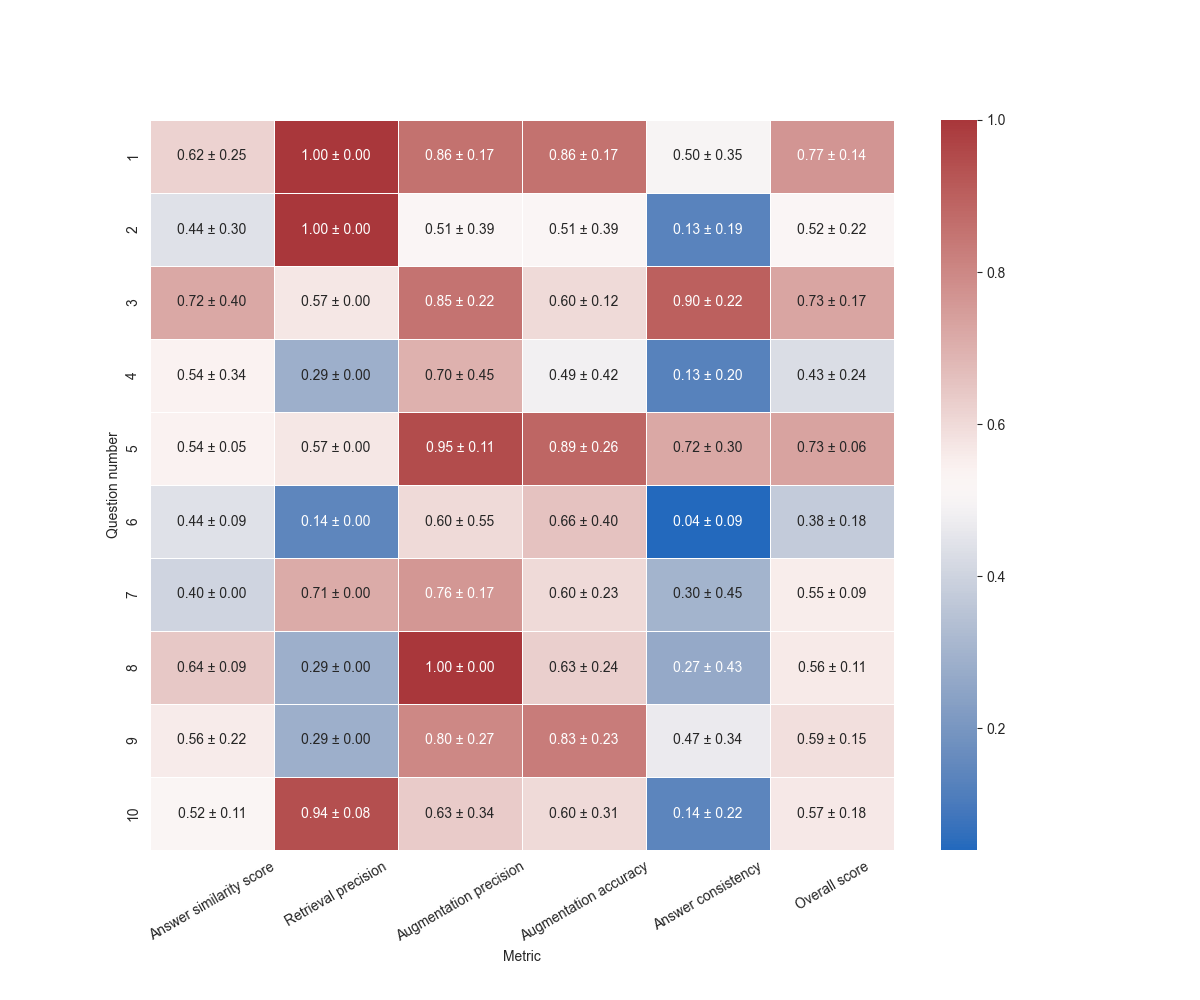 1 0.62 ± 0.25 1.00 ± 0.00 0.86 ± 0.17 0.86 ± 0.17 0.50 ± 0.35 0.77 ± 0.14
2 0.44 ± 0.30 1.00 ± 0.00 0.51 ± 0.39 0.51 ± 0.39 0.13 ± 0.19 0.52 ± 0.22
3 0.72 ± 0.40 0.57 ± 0.00 0.85 ± 0.22 0.60 ± 0.12 0.90 ± 0.22 0.73 ± 0.17
4 0.54 ± 0.34 0.29 ± 0.00 0.70 ± 0.45 0.49 ± 0.42 0.13 ± 0.20 0.43 ± 0.24
5 0.54 ± 0.05 0.57 ± 0.00 0.95 ± 0.11 0.89 ± 0.26 0.72 ± 0.30 0.73 ± 0.06
6 0.44 ± 0.09 0.14 ± 0.00 0.60 ± 0.55 0.66 ± 0.40 0.04 ± 0.09 0.38 ± 0.18
7 0.40 ± 0.00 0.71 ± 0.00 0.76 ± 0.17 0.60 ± 0.23 0.30 ± 0.45 0.55 ± 0.09
8 0.64 ± 0.09 0.29 ± 0.00 1.00 ± 0.00 0.63 ± 0.24 0.27 ± 0.43 0.56 ± 0.11
9 0.56 ± 0.22 0.29 ± 0.00 0.80 ± 0.27 0.83 ± 0.23 0.47 ± 0.34 0.59 ± 0.15
10 0.52 ± 0.11 0.94 ± 0.08 0.63 ± 0.34 0.60 ± 0.31 0.14 ± 0.22 0.57 ± 0.18
Question number
Answer similarity score
Retrieval precision
Augmentation precision
Augmentation accuracy
Answer consistency
Overall score
Metric
1.0
0.8
0.6
0.4
0.2